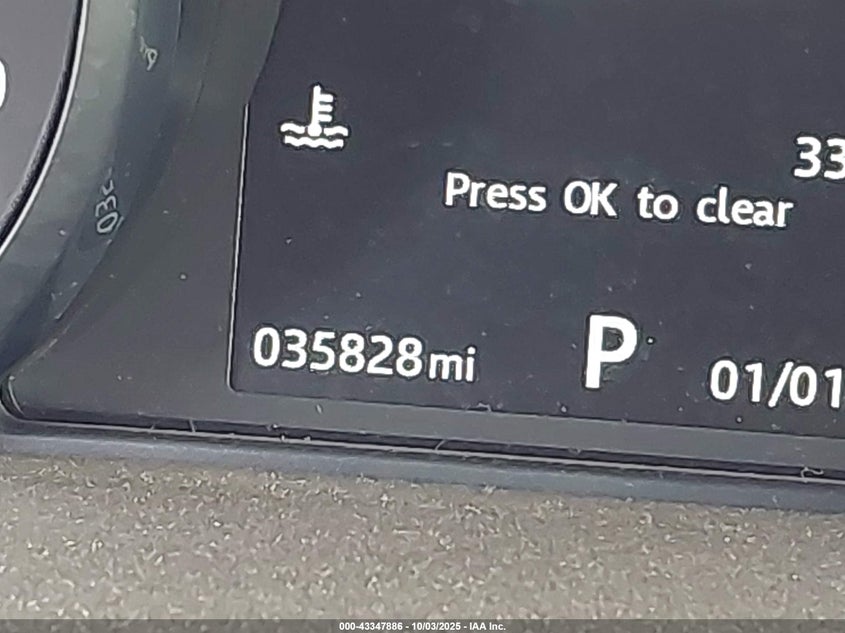 33
Press OK to clear
035828mi
P
01/01
000-43347886 - 10/03/2025 - IAA Inc.